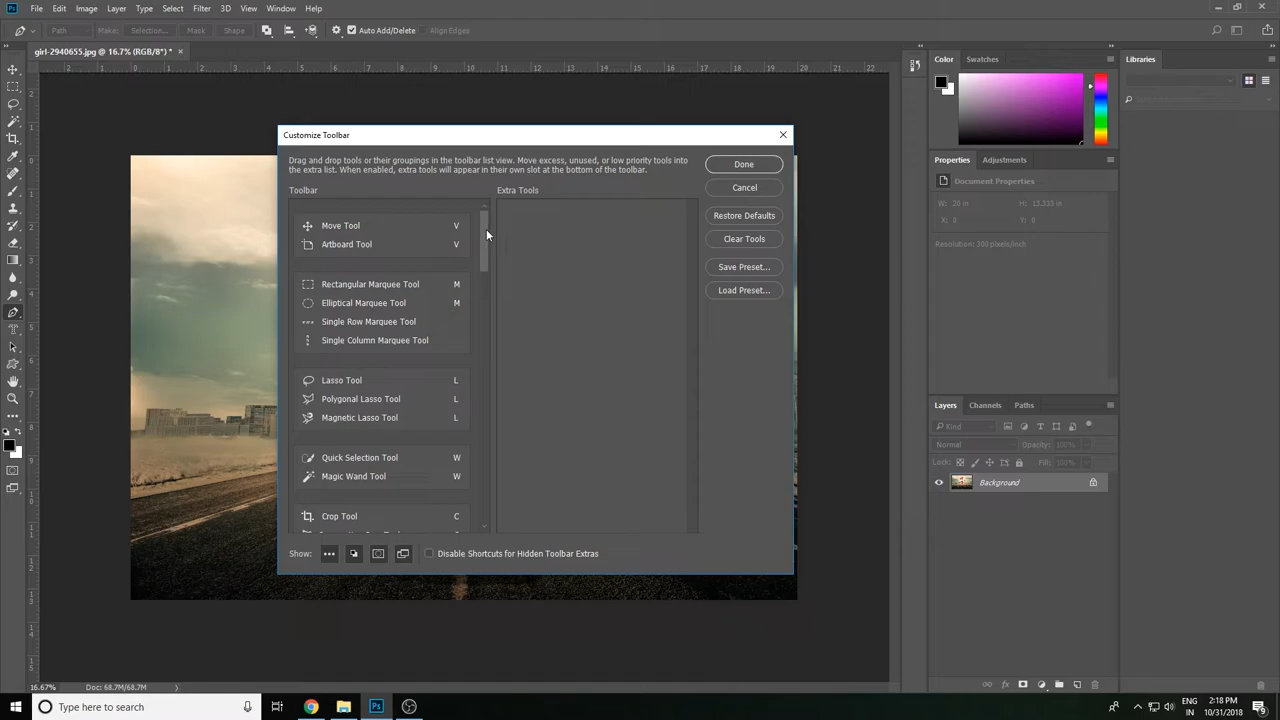 Ps File Edit Image Layer Type Select Filter 3D View Window Help
Path Make: Selection... Mask Shape Auto Add/Delete Align Edges
girl-2940655.jpg @ 16.7% (RGB/8*) * ×
Color Swatches
Libraries
Properties Adjustments
Document Properties
W: 20 in H: 13.333 in
X: 0 Y: 0
Resolution: 300 pixels/inch
Customize Toolbar
Drag and drop tools or their groupings in the toolbar list view. Move excess, unused, or low priority tools into
the extra list. When enabled, extra tools will appear in their own slot at the bottom of the toolbar.
Toolbar
Extra Tools
Move Tool V
Artboard Tool V
Rectangular Marquee Tool M
Elliptical Marquee Tool M
Single Row Marquee Tool
Single Column Marquee Tool
Lasso Tool L
Polygonal Lasso Tool L
Magnetic Lasso Tool L
Quick Selection Tool W
Magic Wand Tool W
Crop Tool C
Done
Cancel
Restore Defaults
Clear Tools
Save Preset...
Load Preset...
Show: Disable Shortcuts for Hidden Toolbar Extras
Layers Channels Paths
Kind
Normal Opacity: 100%
Lock: Fill: 100%
Background
16.67% Doc: 68.7M/68.7M
Type here to search
ENG
IN
2:18 PM
10/31/2018